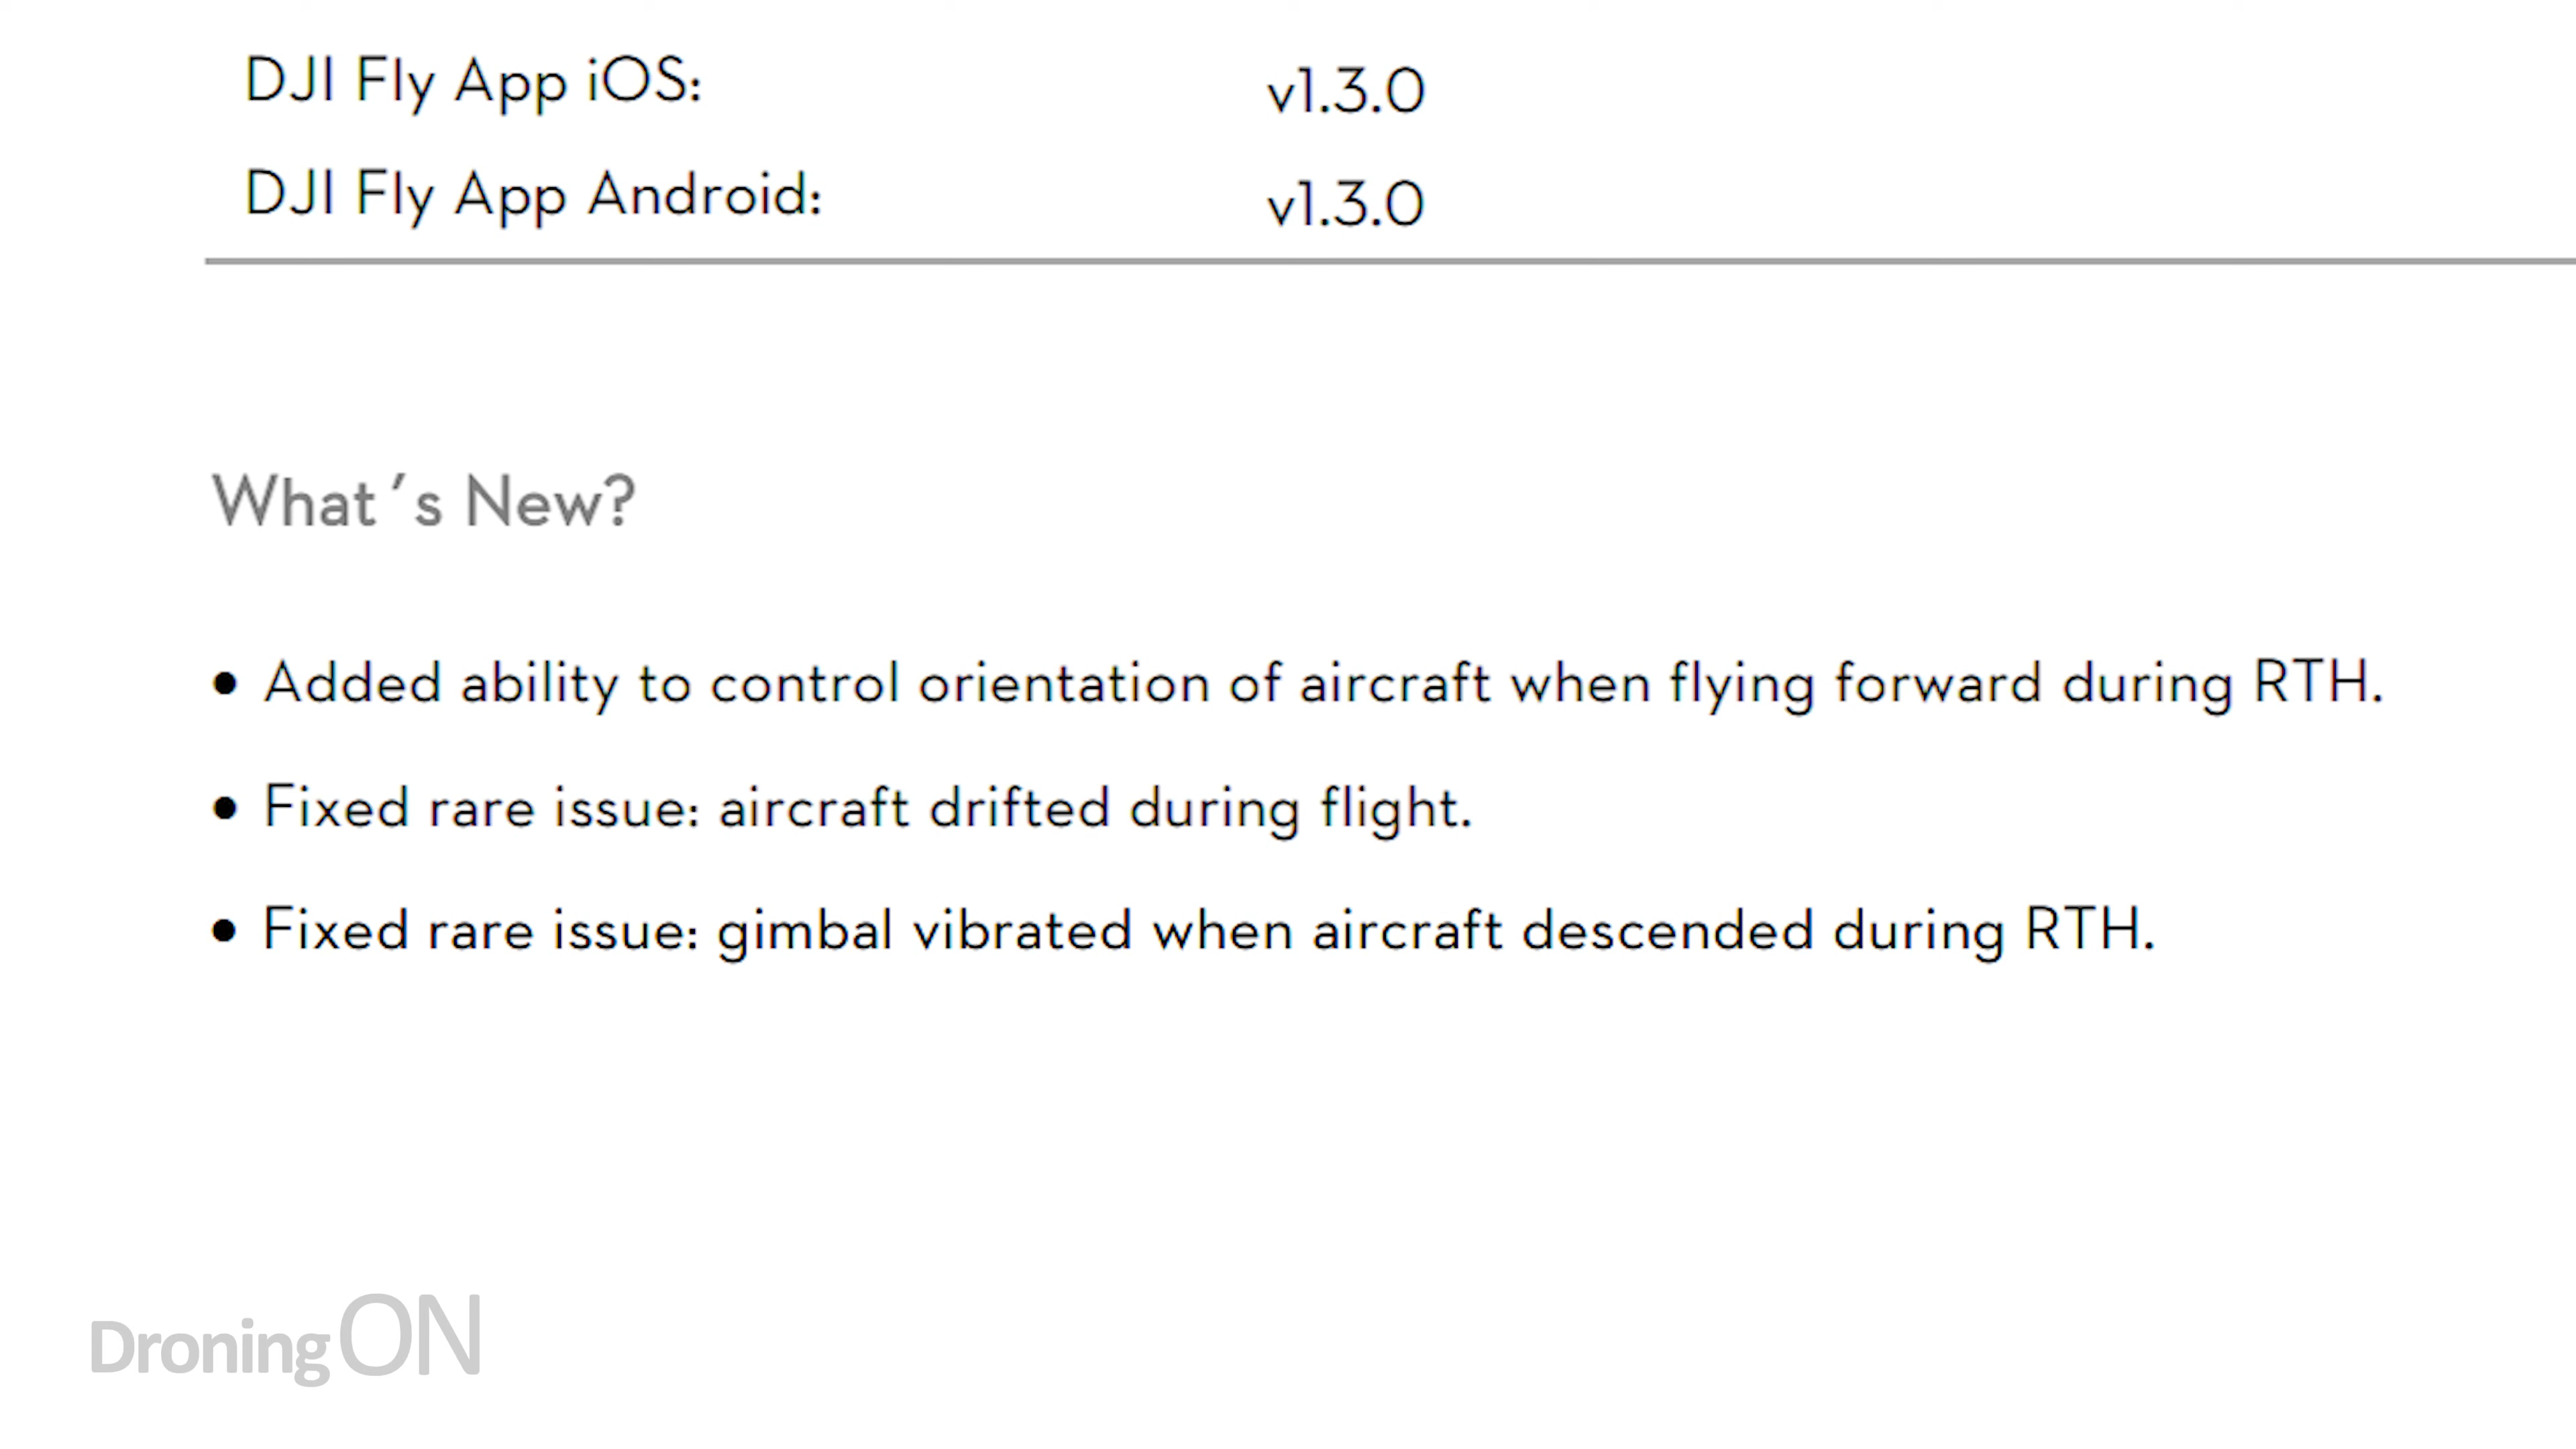 DJI Fly App iOS: v1.3.0
DJI Fly App Android: v1.3.0
What´s New?
• Added ability to control orientation of aircraft when flying forward during RTH.
• Fixed rare issue: aircraft drifted during flight.
• Fixed rare issue: gimbal vibrated when aircraft descended during RTH.
DroningON